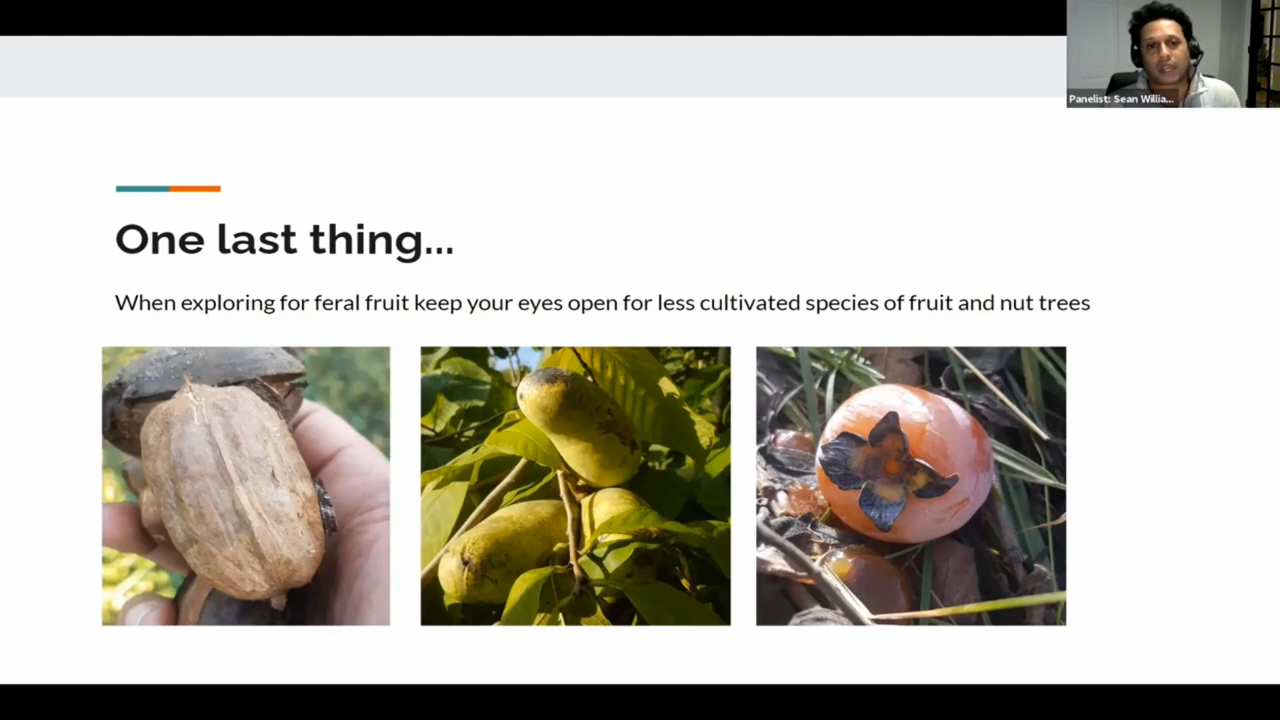 Panelist: Sean Willia...
One last thing...
When exploring for feral fruit keep your eyes open for less cultivated species of fruit and nut trees